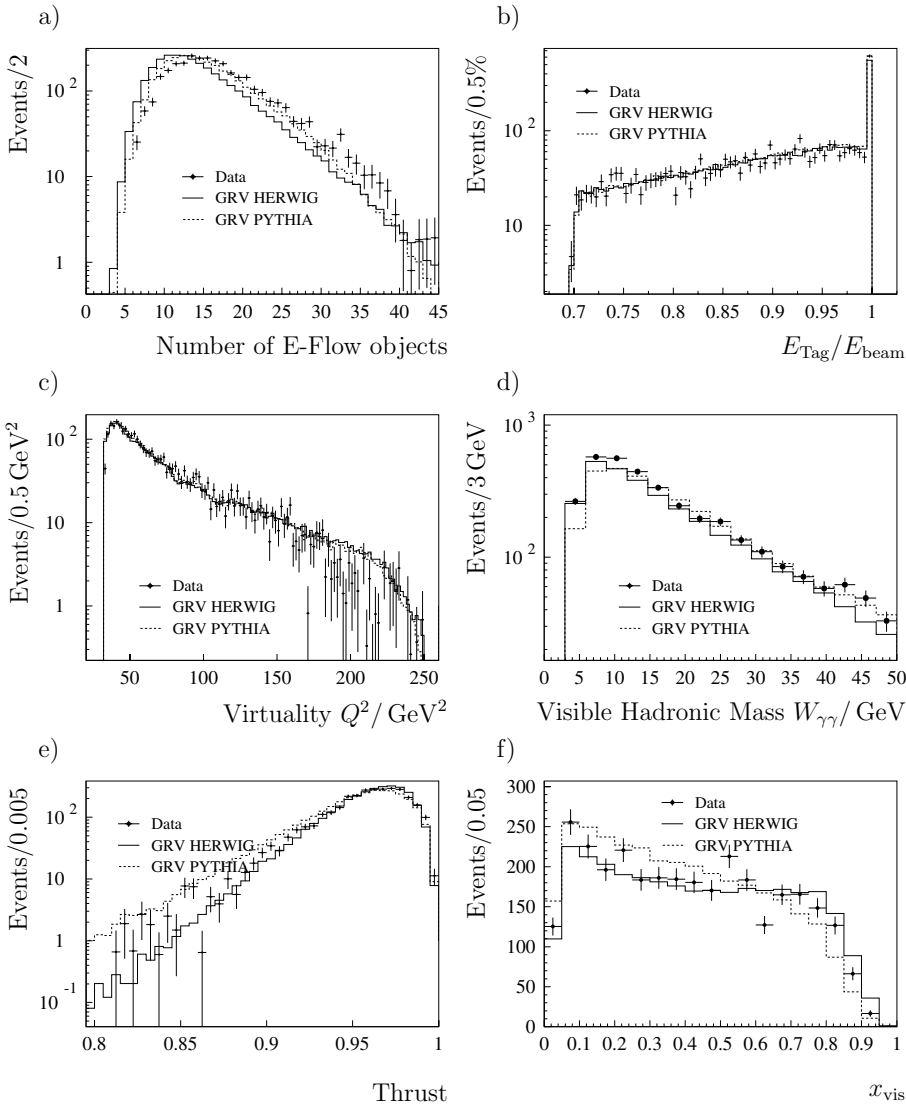 a)
Events/2
10^2
10
1
Data
GRV HERWIG
GRV PYTHIA
0 5 10 15 20 25 30 35 40 45
Number of E-Flow objects
b)
Events/0.5%
10^2
10
Data
GRV HERWIG
GRV PYTHIA
0.7 0.75 0.8 0.85 0.9 0.95 1
E_Tag/E_beam
c)
Events/0.5 GeV^2
10^2
10
1
Data
GRV HERWIG
GRV PYTHIA
50 100 150 200 250
Virtuality Q^2/ GeV^2
d)
Events/3 GeV
10^3
10^2
Data
GRV HERWIG
GRV PYTHIA
0 5 10 15 20 25 30 35 40 45 50
Visible Hadronic Mass W_γγ/ GeV
e)
Events/0.005
10^2
10
1
10^-1
Data
GRV HERWIG
GRV PYTHIA
0.8 0.85 0.9 0.95 1
Thrust
f)
Events/0.05
300
250
200
150
100
50
0
Data
GRV HERWIG
GRV PYTHIA
0 0.1 0.2 0.3 0.4 0.5 0.6 0.7 0.8 0.9 1
x_vis